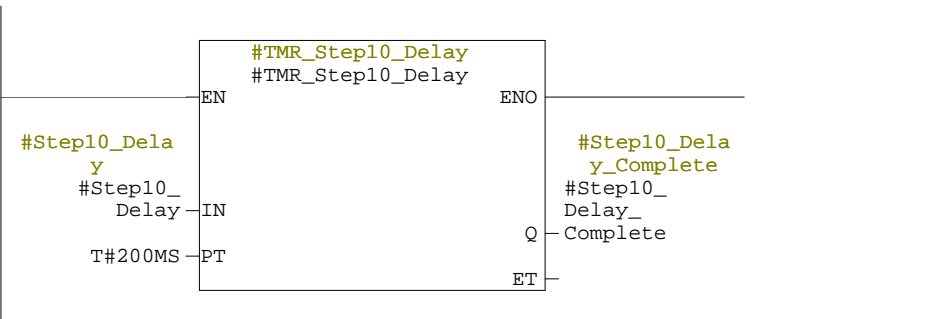 #TMR_Step10_Delay
#TMR_Step10_Delay
EN
ENO
#Step10_Dela
y
#Step10_
Delay
IN
T#200MS
PT
#Step10_Dela
y_Complete
#Step10_
Delay_
Complete
Q
ET